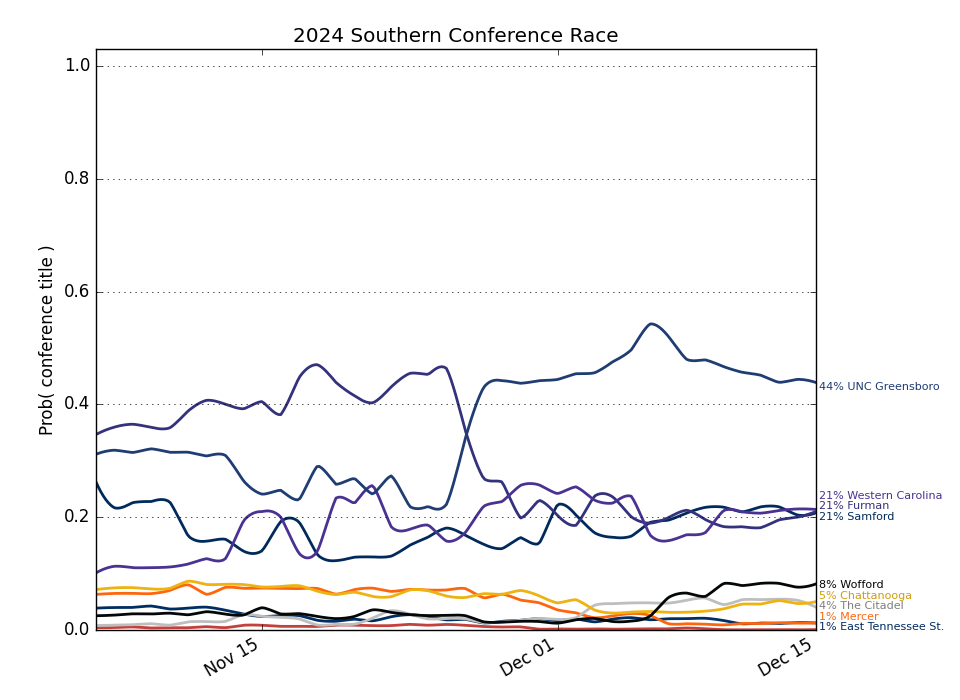 2024 Southern Conference Race
Prob( conference title )
1.0
0.8
0.6
0.4
0.2
0.0
Nov 15
Dec 01
Dec 15
44% UNC Greensboro
21% Western Carolina
21% Furman
21% Samford
8% Wofford
5% Chattanooga
4% The Citadel
1% Mercer
1% East Tennessee St.